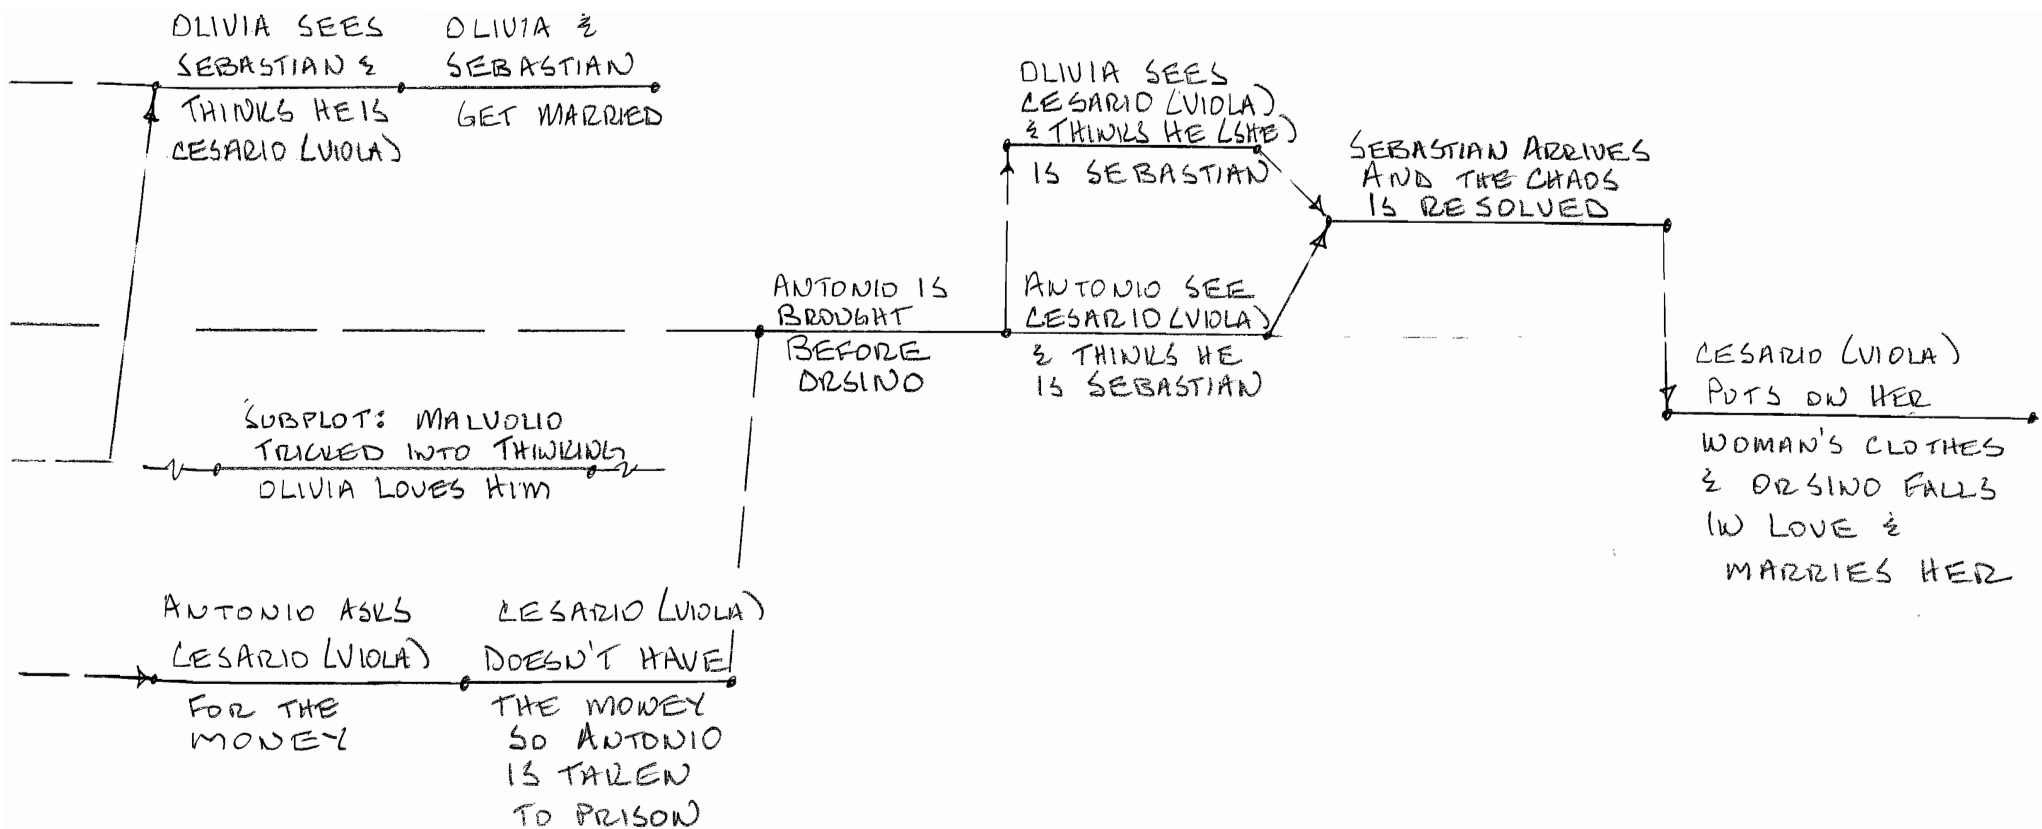 OLIVIA SEES
SEBASTIAN &
THINKS HE IS
CESARIO (VIOLA)
OLIVIA &
SEBASTIAN
GET MARRIED
OLIVIA SEES
CESARIO (VIOLA)
& THINKS HE (SHE)
IS SEBASTIAN
SEBASTIAN ARRIVES
AND THE CHAOS
IS RESOLVED
ANTONIO IS
BROUGHT
BEFORE
ORSINO
ANTONIO SEE
CESARIO (VIOLA)
& THINKS HE
IS SEBASTIAN
CESARIO (VIOLA)
PUTS ON HER
WOMAN'S CLOTHES
& ORSINO FALLS
IN LOVE &
MARRIES HER
SUBPLOT: MALVOLIO
TRICKED INTO THINKING
OLIVIA LOVES HIM
ANTONIO ASKS
CESARIO (VIOLA)
FOR THE
MONEY
CESARIO (VIOLA)
DOESN'T HAVE
THE MONEY
SO ANTONIO
IS TAKEN
TO PRISON